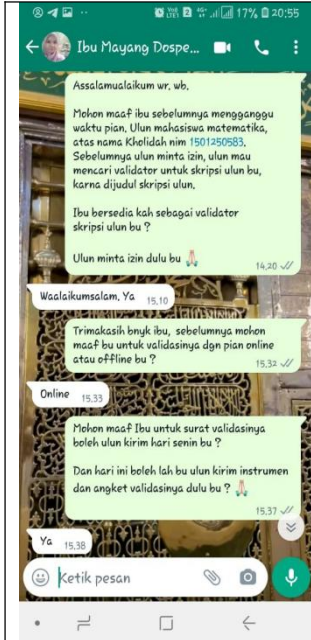 17% 20:55
Ibu Mayang Dospe...
Assalamualaikum wr, wb,
Mohon maaf ibu sebelumnya mengganggu
waktu pian, Ulun mahasiswa matematika,
atas nama Kholidah nim 1501250583,
Sebelumnya ulun minta izin, ulun mau
mencari validator untuk skripsi ulun bu,
karna dijudul skripsi ulun,
Ibu bersedia kah sebagai validator
skripsi ulun bu ?
Ulun minta izin dulu bu 🙏
14,20
Waalaikumsalam, Ya 15,10
Trimakasih bnyk ibu, sebelumnya mohon
maaf bu untuk validasinya dgn pian online
atau offline bu ?
15,32
Online 15,33
Mohon maaf Ibu untuk surat validasinya
boleh ulun kirim hari senin bu ?
Dan hari ini boleh lah bu ulun kirim instrumen
dan angket validasinya dulu bu ? 🙏
15,37
Ya 15,38
Ketik pesan